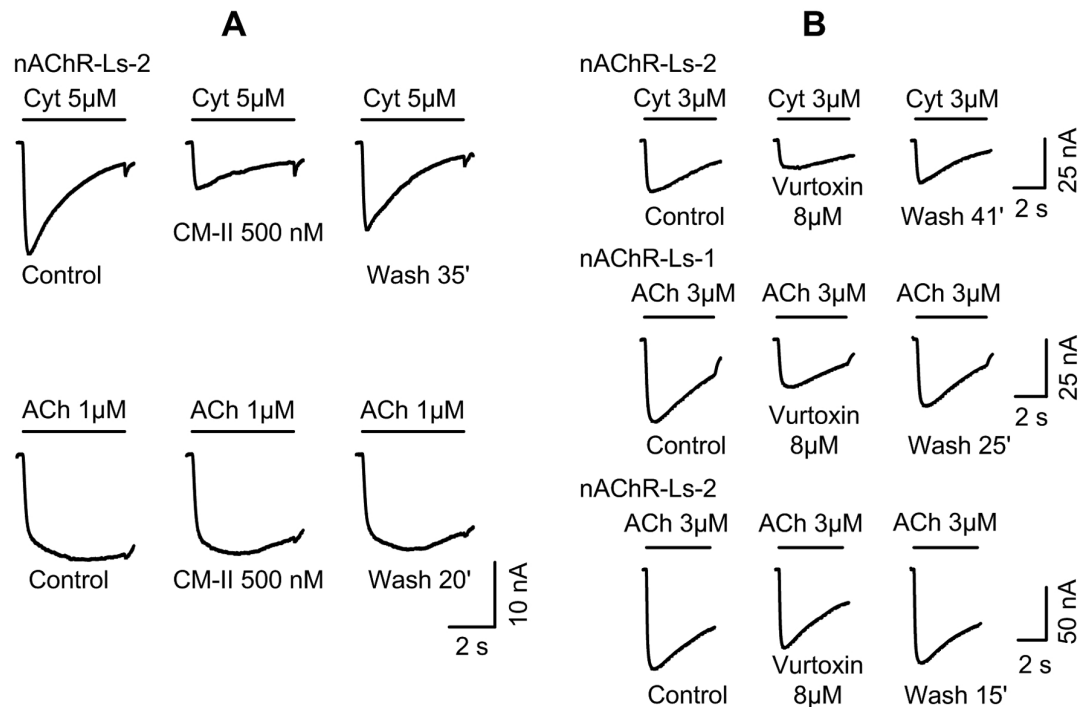 A
nAChR-Ls-2
Cyt 5µM Cyt 5µM Cyt 5µM
CM-II 500 nM
Control Wash 35'
ACh 1µM ACh 1µM ACh 1µM
Control CM-II 500 nM Wash 20'
10 nA
2 s
B
nAChR-Ls-2
Cyt 3µM Cyt 3µM Cyt 3µM
25 nA
2 s
Vurtoxin
Control 8µM Wash 41'
nAChR-Ls-1
ACh 3µM ACh 3µM ACh 3µM
25 nA
2 s
Vurtoxin
Control 8µM Wash 25'
nAChR-Ls-2
ACh 3µM ACh 3µM ACh 3µM
50 nA
2 s
Vurtoxin
Control 8µM Wash 15'